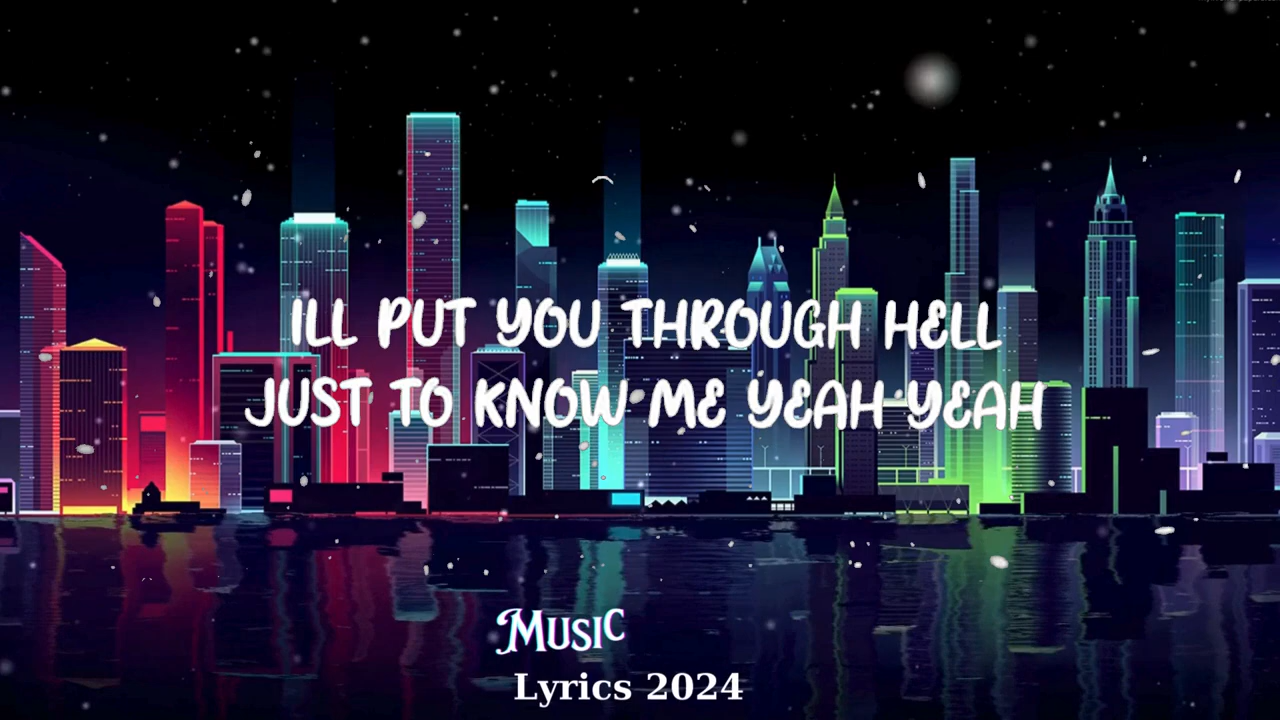 ILL PUT YOU THROUGH HELL
JUST TO KNOW ME YEAH YEAH
MUSIC
Lyrics 2024